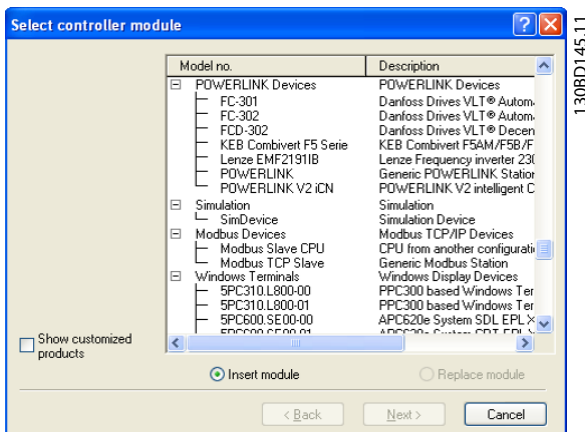 Select controller module
Model no. Description
POWERLINK Devices POWERLINK Devices
FC-301 Danfoss Drives VLT® Autom
FC-302 Danfoss Drives VLT® Autom
FCD-302 Danfoss Drives VLT® Decen
KEB Combivert F5 Serie KEB Combivert F5AM/F5B/F
Lenze EMF2191IB Lenze Frequency inverter 230
POWERLINK Generic POWERLINK Station
POWERLINK V2 iCN POWERLINK V2 intelligent C
Simulation Simulation
SimDevice Simulation Device
Modbus Devices Modbus TCP/IP Devices
Modbus Slave CPU CPU from another configurati
Modbus TCP Slave Generic Modbus Station
Windows Terminals Windows Display Devices
5PC310.L800-00 PPC300 based Windows Ter
5PC310.L800-01 PPC300 based Windows Ter
5PC600.SE00-00 APC620e System SDL EPL
Show customized
products
Insert module Replace module
< Back Next > Cancel
130BD145.11